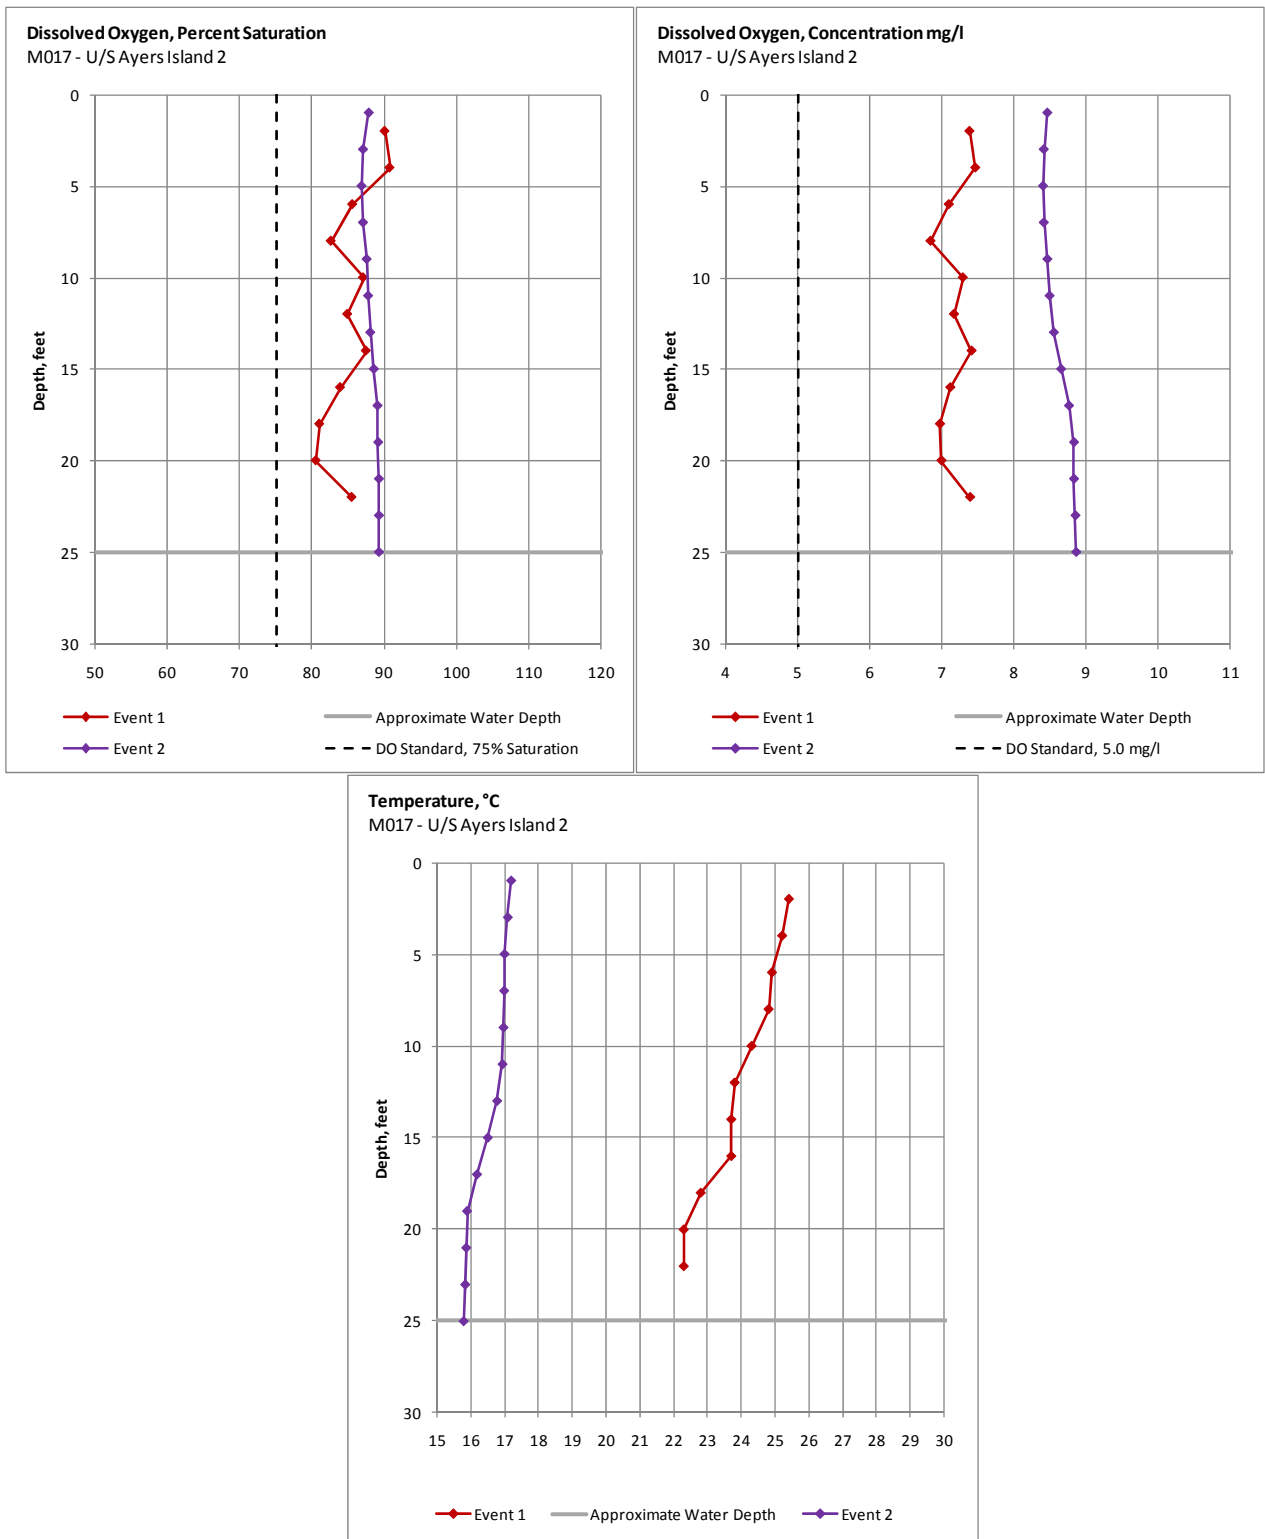 Dissolved Oxygen, Percent Saturation
M017 - U/S Ayers Island 2
Depth, feet
0
5
10
15
20
25
30
50 60 70 80 90 100 110 120
Event 1
Approximate Water Depth
Event 2
DO Standard, 75% Saturation
Dissolved Oxygen, Concentration mg/l
M017 - U/S Ayers Island 2
Depth, feet
0
5
10
15
20
25
30
4 5 6 7 8 9 10 11
Event 1
Approximate Water Depth
Event 2
DO Standard, 5.0 mg/l
Temperature, °C
M017 - U/S Ayers Island 2
Depth, feet
0
5
10
15
20
25
30
15 16 17 18 19 20 21 22 23 24 25 26 27 28 29 30
Event 1 Approximate Water Depth Event 2